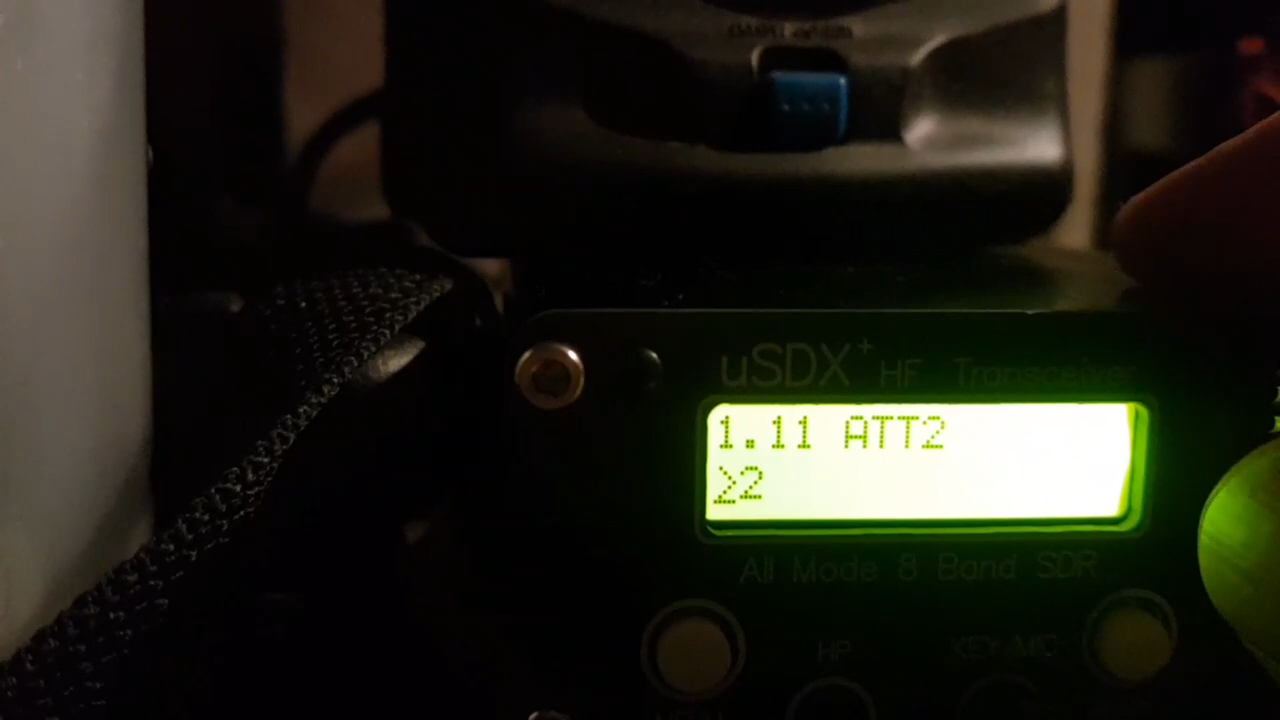 uSDX+ HF Transceiver
1.11 ATT2
>2
All Mode 8 Band SDR
HP
KEY/MIC